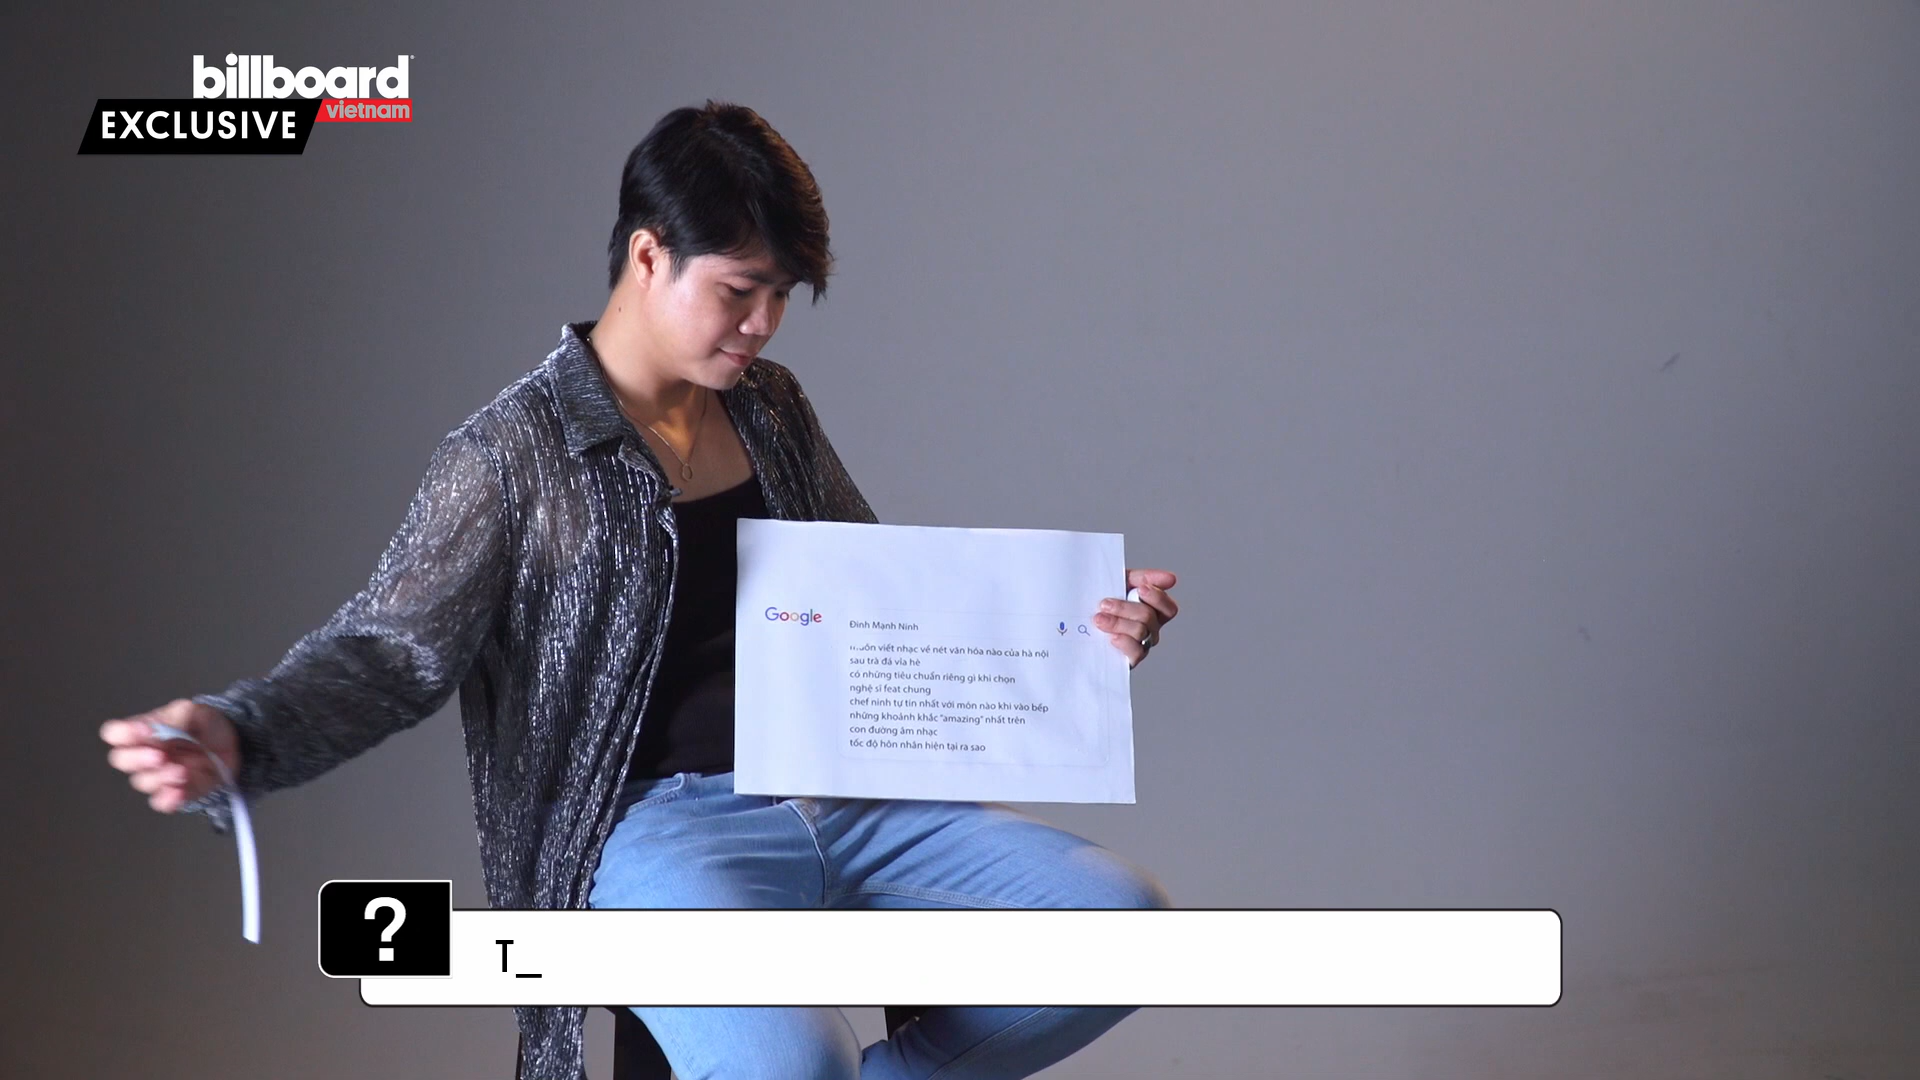 billboard
vietnam
EXCLUSIVE
Google
Đinh Mạnh Ninh
viết nhạc về nét văn hóa nào của hà nội
sau trà đá vỉa hè
có những tiêu chuẩn riêng gì khi chọn
nghệ sĩ feat chung
chef ninh tự tin nhất với món nào khi vào bếp
những khoảnh khắc "amazing" nhất trên
con đường âm nhạc
tốc độ hôn nhân hiện tại ra sao
?
T_